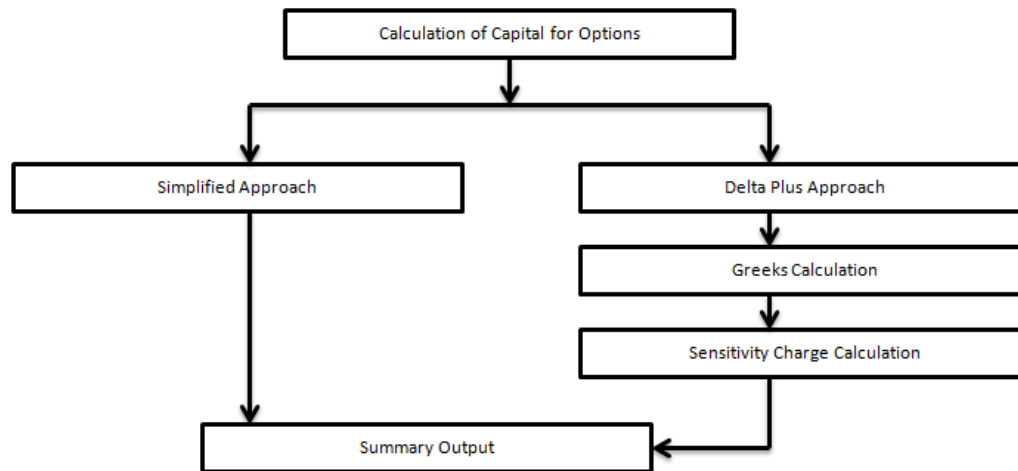 Calculation of Capital for Options
Simplified Approach
Delta Plus Approach
Greeks Calculation
Sensitivity Charge Calculation
Summary Output